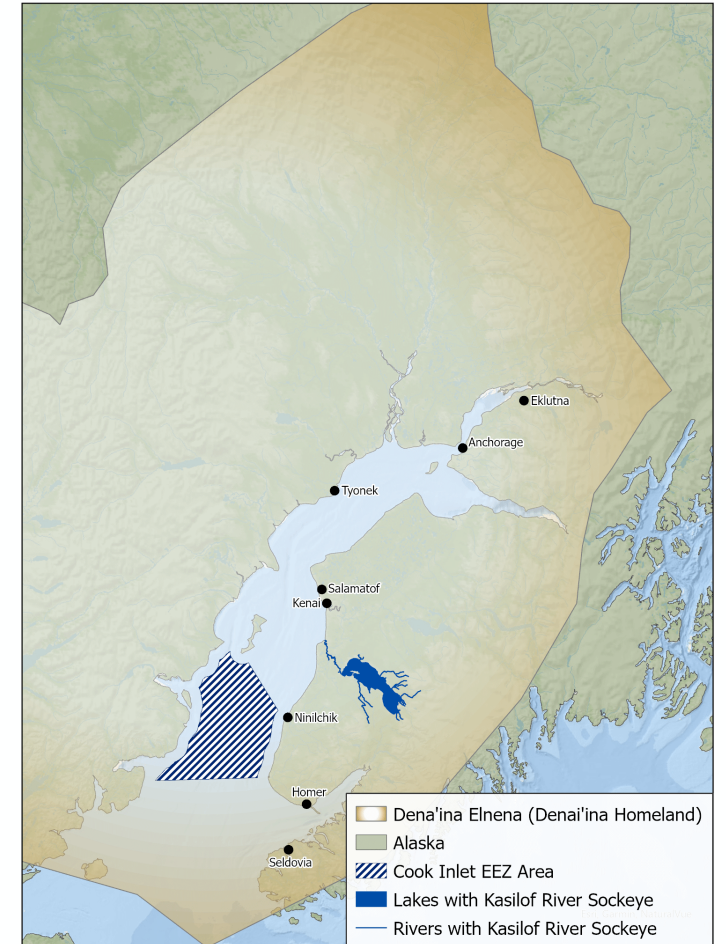 Eklutna
Anchorage
Tyonek
Salamatof
Kenai
Ninilchik
Homer
Seldovia
Dena'ina Elnena (Denai'ina Homeland)
Alaska
Cook Inlet EEZ Area
Lakes with Kasilof River Sockeye
Rivers with Kasilof River Sockeye